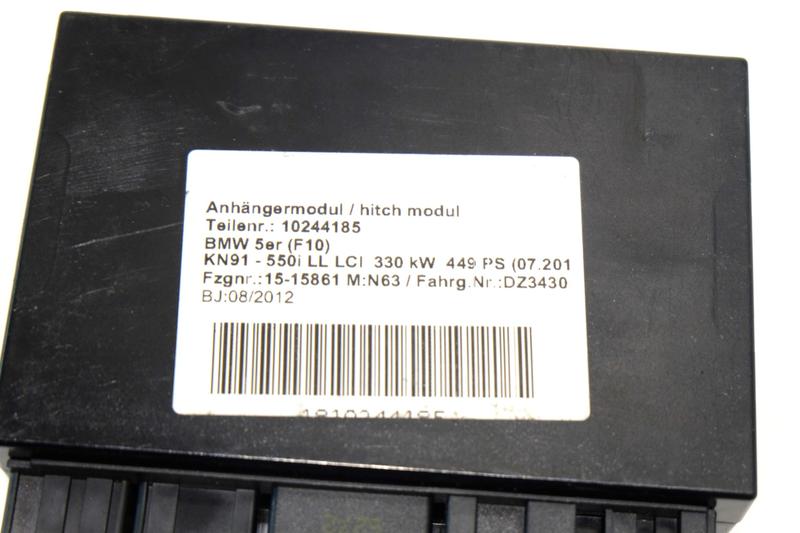 Anhängermodul / hitch modul
Teilenr.: 10244185
BMW 5er (F10)
KN91 - 550i LL LCI 330 kW 449 PS (07.201
Fzgnr.:15-15861 M:N63 / Fahrg.Nr.:DZ3430
BJ:08/2012